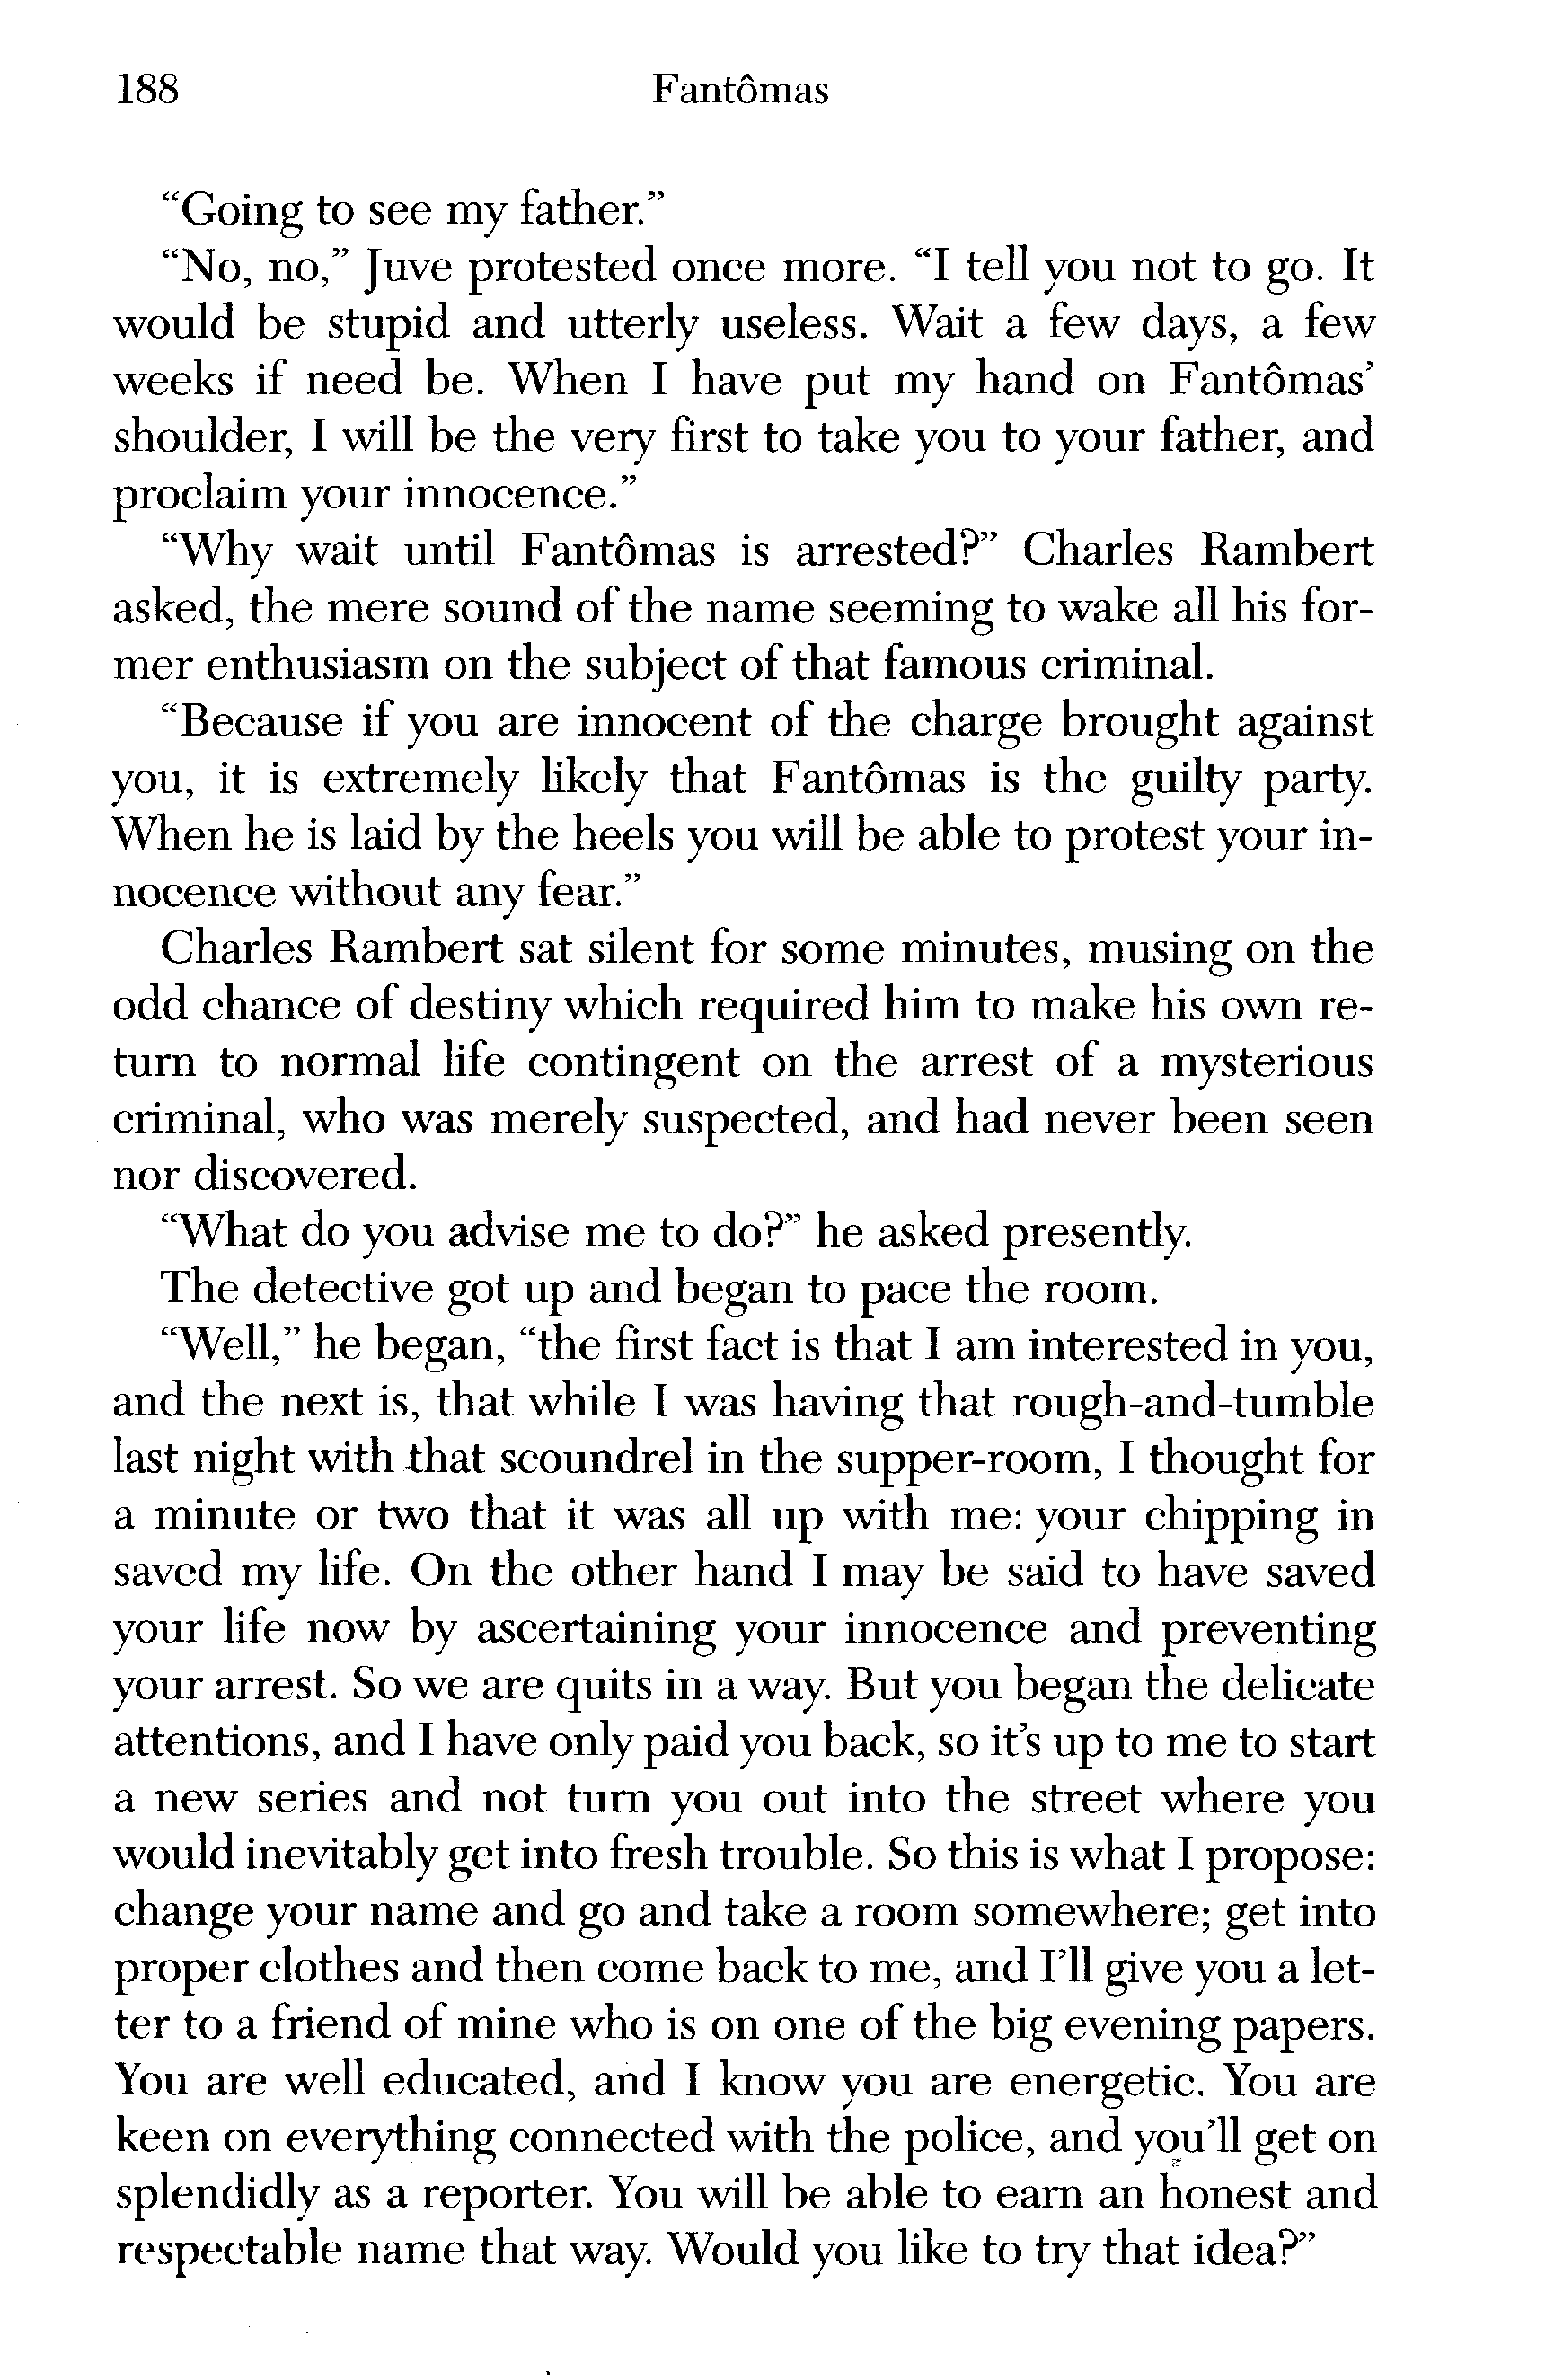 188 Fantômas
“Going to see my father.”
“No, no,” Juve protested once more. “I tell you not to go. It
would be stupid and utterly useless. Wait a few days, a few
weeks if need be. When I have put my hand on Fantômas’
shoulder, I will be the very first to take you to your father, and
proclaim your innocence.”
“Why wait until Fantômas is arrested?” Charles Rambert
asked, the mere sound of the name seeming to wake all his for-
mer enthusiasm on the subject of that famous criminal.
“Because if you are innocent of the charge brought against
you, it is extremely likely that Fantômas is the guilty party.
When he is laid by the heels you will be able to protest your in-
nocence without any fear.”
Charles Rambert sat silent for some minutes, musing on the
odd chance of destiny which required him to make his own re-
turn to normal life contingent on the arrest of a mysterious
criminal, who was merely suspected, and had never been seen
nor discovered.
“What do you advise me to do?” he asked presently.
The detective got up and began to pace the room.
“Well,” he began, “the first fact is that I am interested in you,
and the next is, that while I was having that rough-and-tumble
last night with that scoundrel in the supper-room, I thought for
a minute or two that it was all up with me: your chipping in
saved my life. On the other hand I may be said to have saved
your life now by ascertaining your innocence and preventing
your arrest. So we are quits in a way. But you began the delicate
attentions, and I have only paid you back, so it’s up to me to start
a new series and not turn you out into the street where you
would inevitably get into fresh trouble. So this is what I propose:
change your name and go and take a room somewhere; get into
proper clothes and then come back to me, and I’ll give you a let-
ter to a friend of mine who is on one of the big evening papers.
You are well educated, and I know you are energetic. You are
keen on everything connected with the police, and you’ll get on
splendidly as a reporter. You will be able to earn an honest and
respectable name that way. Would you like to try that idea?”